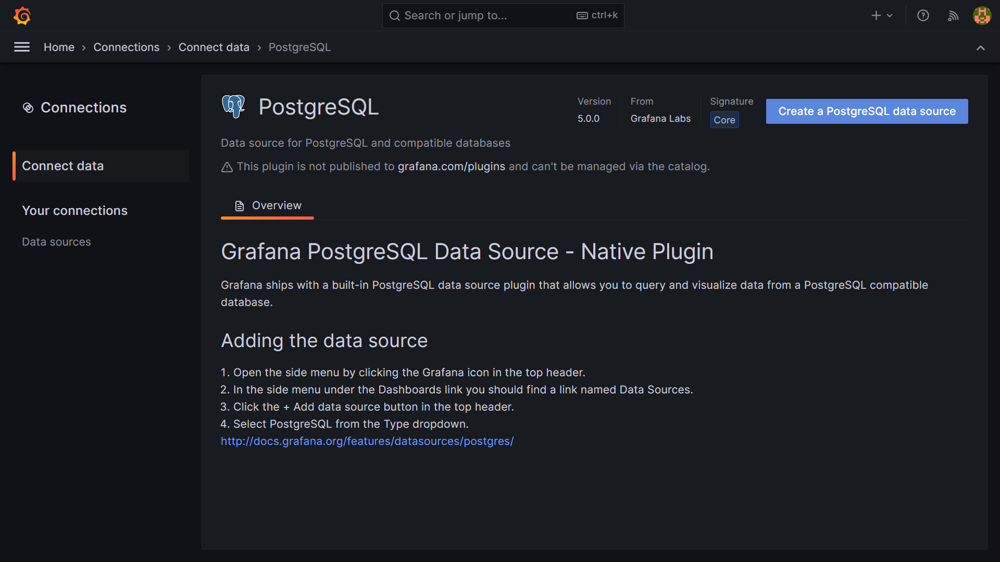 Search or jump to...
ctrl+k
Home
Connections
Connect data
PostgreSQL
Connections
Connect data
Your connections
Data sources
PostgreSQL
Version
5.0.0
From
Grafana Labs
Signature
Core
Create a PostgreSQL data source
Data source for PostgreSQL and compatible databases
This plugin is not published to grafana.com/plugins and can't be managed via the catalog.
Overview
Grafana PostgreSQL Data Source - Native Plugin
Grafana ships with a built-in PostgreSQL data source plugin that allows you to query and visualize data from a PostgreSQL compatible
database.
Adding the data source
1. Open the side menu by clicking the Grafana icon in the top header.
2. In the side menu under the Dashboards link you should find a link named Data Sources.
3. Click the + Add data source button in the top header.
4. Select PostgreSQL from the Type dropdown.
http://docs.grafana.org/features/datasources/postgres/